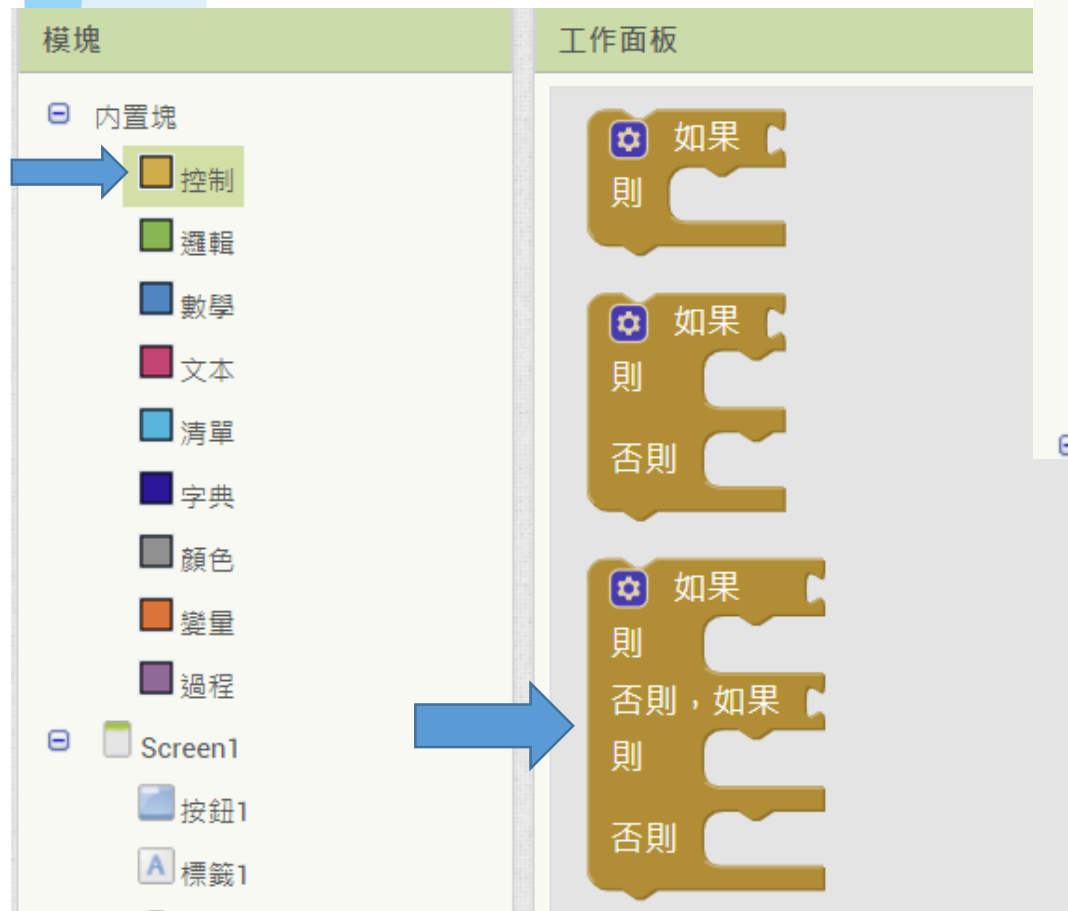 模塊
內置塊
控制
邏輯
數學
文本
清單
字典
顏色
變量
過程
Screen1
按鈕1
標籤1
工作面板
如果
則
如果
則
否則
如果
則
否則，如果
則
否則